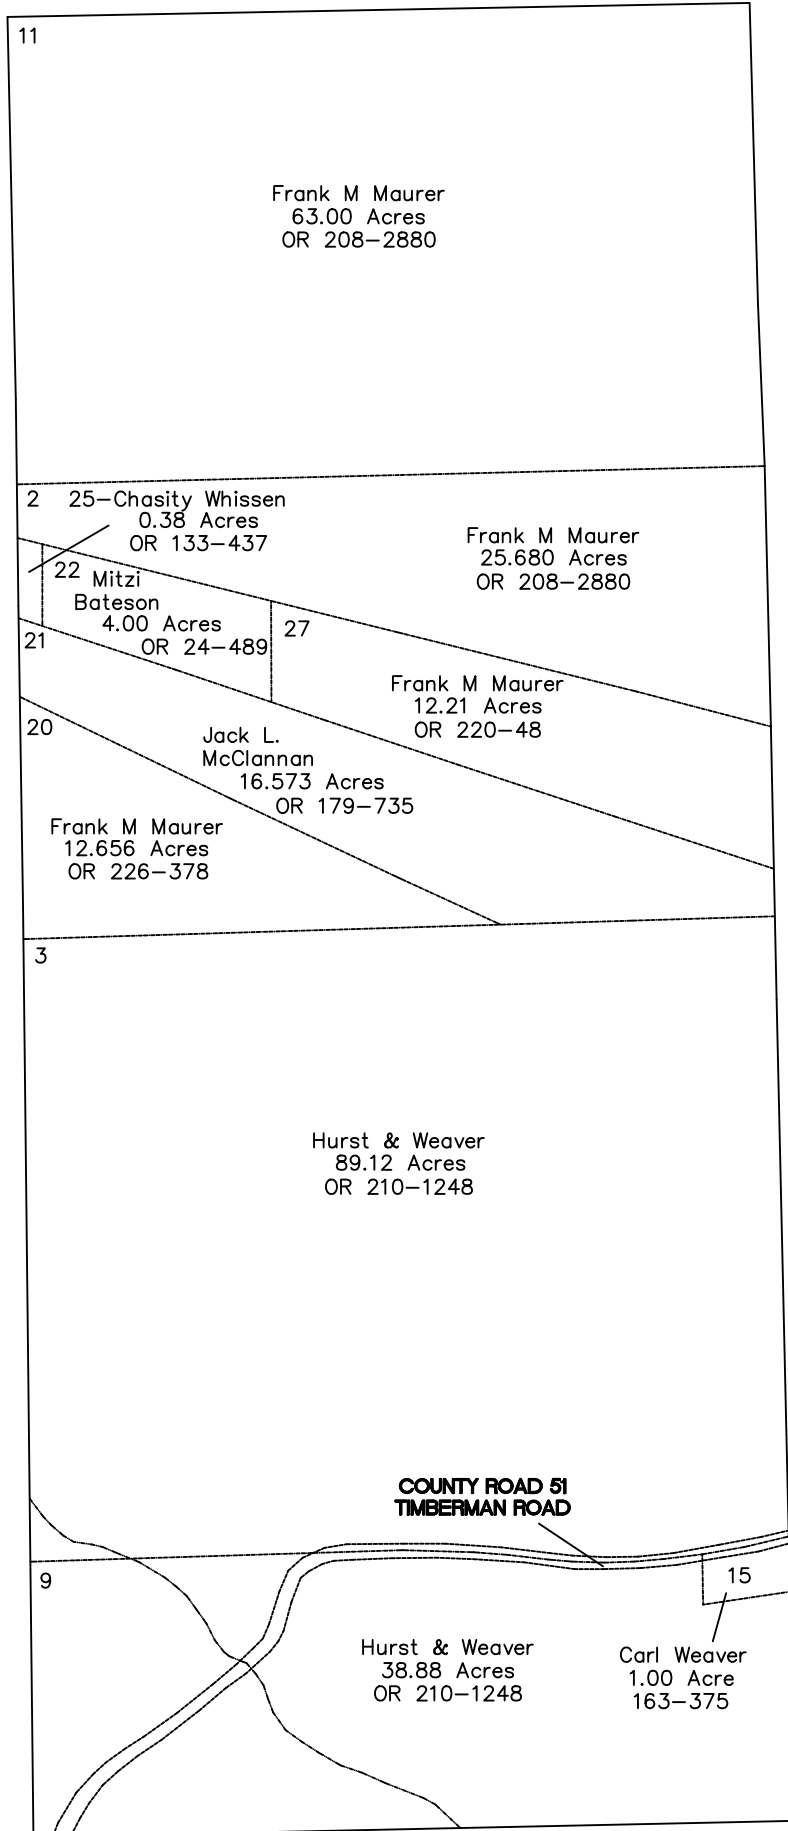 11
Frank M Maurer
63.00 Acres
OR 208-2880
2
25-Chasity Whissen
0.38 Acres
OR 133-437
Frank M Maurer
25.680 Acres
OR 208-2880
22
Mitzi
Bateson
4.00 Acres
OR 24-489
27
21
Frank M Maurer
12.21 Acres
OR 220-48
20
Jack L.
McClannan
16.573 Acres
OR 179-735
Frank M Maurer
12.656 Acres
OR 226-378
3
Hurst & Weaver
89.12 Acres
OR 210-1248
COUNTY ROAD 51
TIMBERMAN ROAD
9
15
Hurst & Weaver
38.88 Acres
OR 210-1248
Carl Weaver
1.00 Acre
163-375